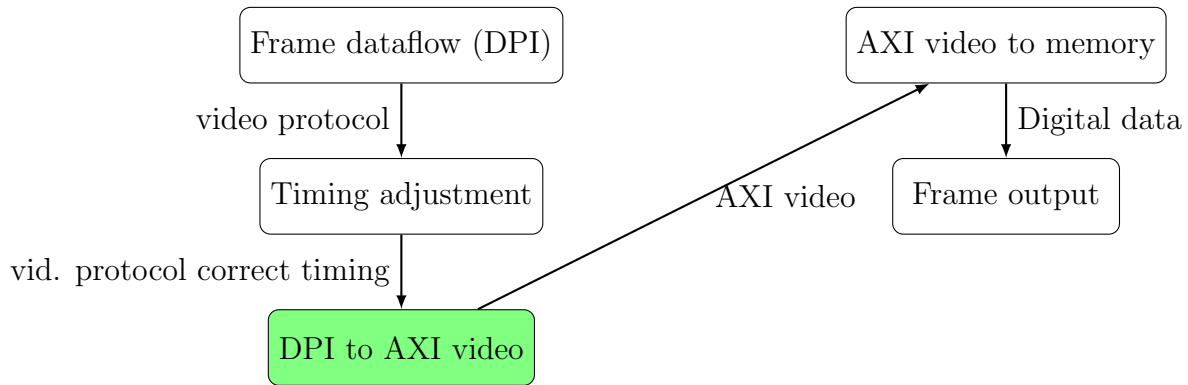 Frame dataflow (DPI)
video protocol
Timing adjustment
vid. protocol correct timing
DPI to AXI video
AXI video
AXI video to memory
Digital data
Frame output